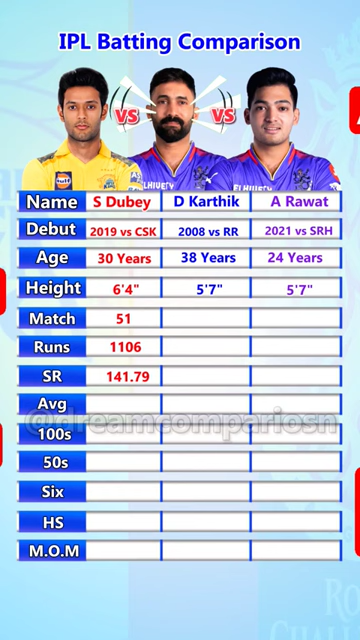 IPL Batting Comparison
VS VS
Name S Dubey D Karthik A Rawat
Debut 2019 vs CSK 2008 vs RR 2021 vs SRH
Age 30 Years 38 Years 24 Years
Height 6'4" 5'7" 5'7"
Match 51
Runs 1106
SR 141.79
Avg
@dreamcompariosn
100s
50s
Six
HS
M.O.M